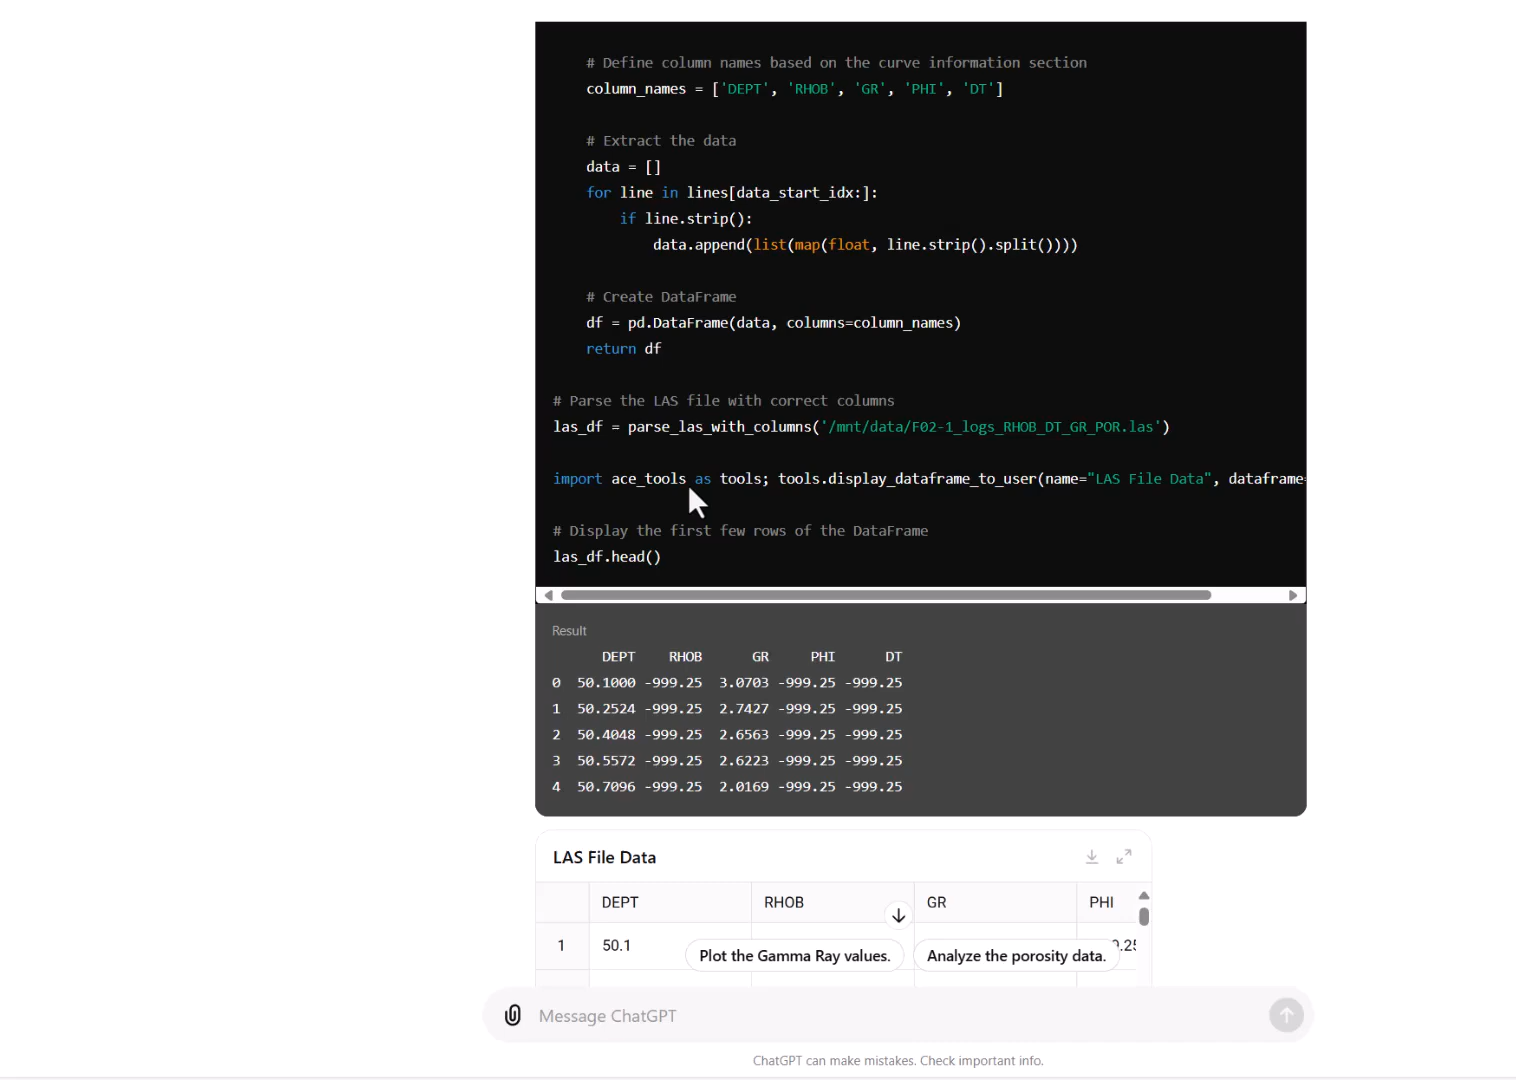 # Define column names based on the curve information section
column_names = ['DEPT', 'RHOB', 'GR', 'PHI', 'DT']
# Extract the data
data = []
for line in lines[data_start_idx:]:
if line.strip():
data.append(list(map(float, line.strip().split())))
# Create DataFrame
df = pd.DataFrame(data, columns=column_names)
return df
# Parse the LAS file with correct columns
las_df = parse_las_with_columns('/mnt/data/F02-1_logs_RHOB_DT_GR_POR.las')
import ace_tools as tools; tools.display_dataframe_to_user(name="LAS File Data", dataframe=
# Display the first few rows of the DataFrame
las_df.head()
Result
DEPT RHOB GR PHI DT
0 50.1000 -999.25 3.0703 -999.25 -999.25
1 50.2524 -999.25 2.7427 -999.25 -999.25
2 50.4048 -999.25 2.6563 -999.25 -999.25
3 50.5572 -999.25 2.6223 -999.25 -999.25
4 50.7096 -999.25 2.0169 -999.25 -999.25
LAS File Data
DEPT RHOB GR PHI
1 50.1
Plot the Gamma Ray values. Analyze the porosity data.
Message ChatGPT
ChatGPT can make mistakes. Check important info.